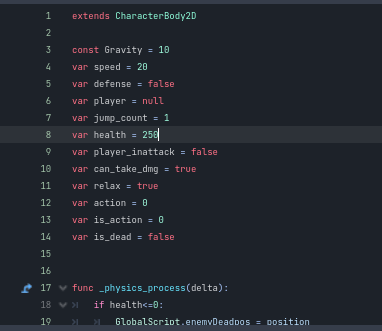 1 extends CharacterBody2D
2
3 const Gravity = 10
4 var speed = 20
5 var defense = false
6 var player = null
7 var jump_count = 1
8 var health = 250
9 var player_inattack = false
10 var can_take_dmg = true
11 var relax = true
12 var action = 0
13 var is_action = 0
14 var is_dead = false
15
16
17 func _physics_process(delta):
18 if health<=0:
19 GlobalScript.enemyDeadpos = position